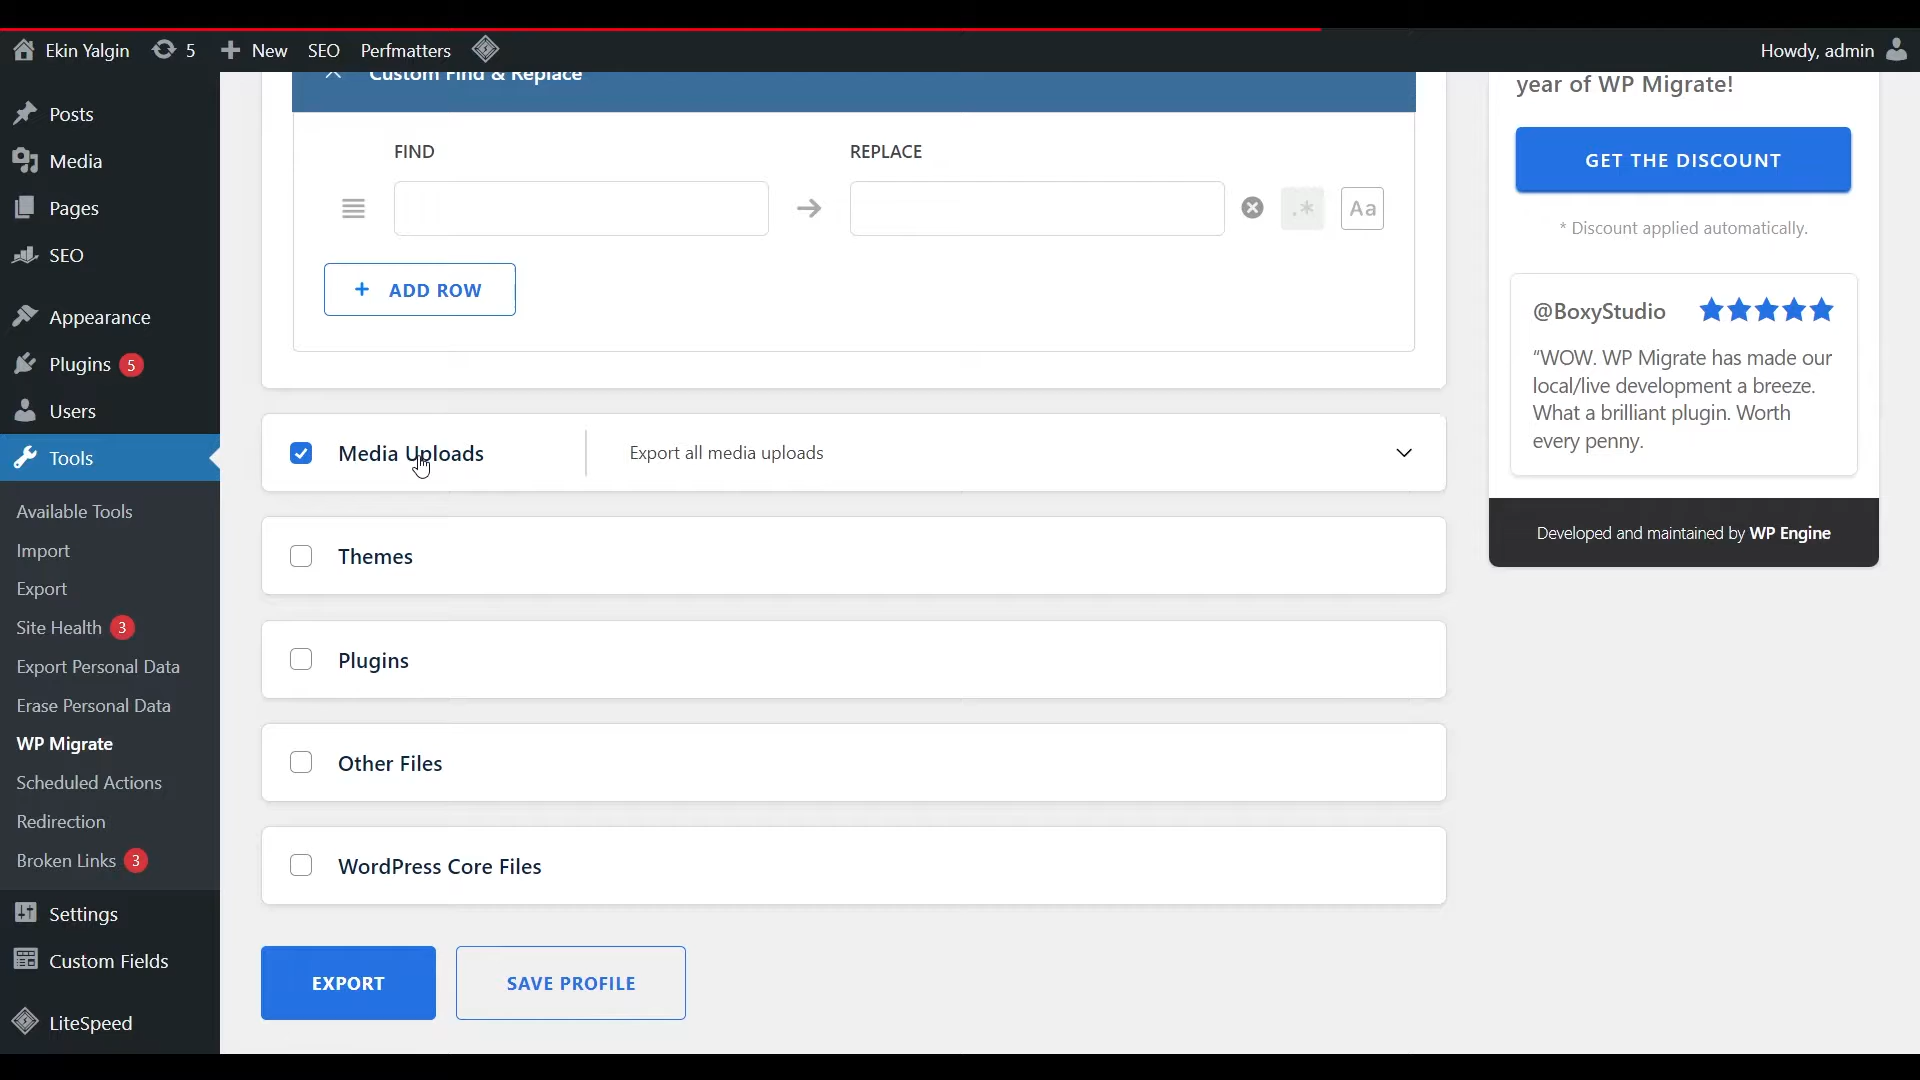 Ekin Yalgin 5 New SEO Perfmatters Howdy, admin
Posts
Media
Pages
SEO
Appearance
Plugins 5
Users
Tools
Available Tools
Import
Export
Site Health 3
Export Personal Data
Erase Personal Data
WP Migrate
Scheduled Actions
Redirection
Broken Links 3
Settings
Custom Fields
LiteSpeed
Custom Find & Replace
FIND REPLACE
.* Aa
+ ADD ROW
Media Uploads Export all media uploads
Themes
Plugins
Other Files
WordPress Core Files
EXPORT SAVE PROFILE
year of WP Migrate!
GET THE DISCOUNT
* Discount applied automatically.
@BoxyStudio
“WOW. WP Migrate has made our
local/live development a breeze.
What a brilliant plugin. Worth
every penny.
Developed and maintained by WP Engine